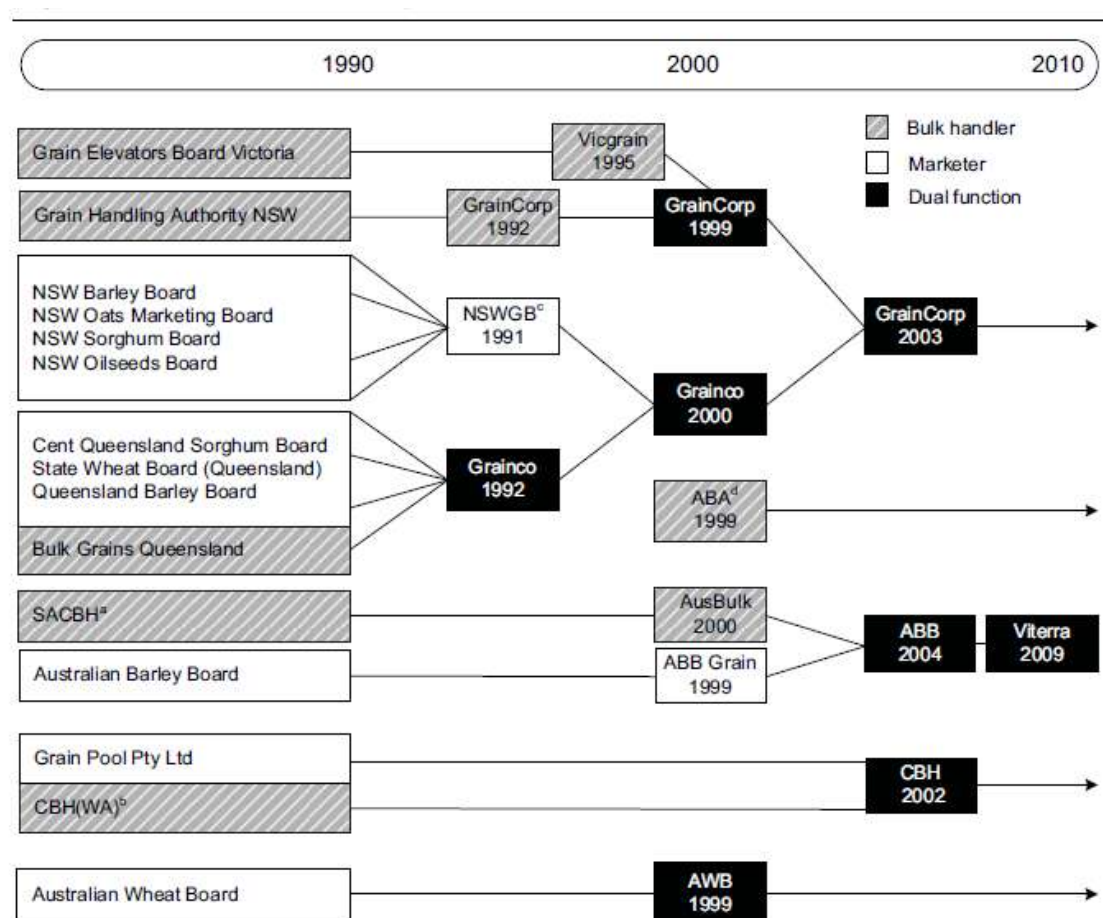 1990 2000 2010
Bulk handler
Marketer
Dual function
Grain Elevators Board Victoria
Vicgrain
1995
Grain Handling Authority NSW
GrainCorp
1992
GrainCorp
1999
NSW Barley Board
NSW Oats Marketing Board
NSW Sorghum Board
NSW Oilseeds Board
NSWGBᶜ
1991
GrainCorp
2003
Grainco
2000
Cent Queensland Sorghum Board
State Wheat Board (Queensland)
Queensland Barley Board
Bulk Grains Queensland
Grainco
1992
ABAᵈ
1999
SACBHᵃ
AusBulk
2000
Australian Barley Board
ABB Grain
1999
ABB
2004
Viterra
2009
Grain Pool Pty Ltd
CBH(WA)ᵇ
CBH
2002
Australian Wheat Board
AWB
1999